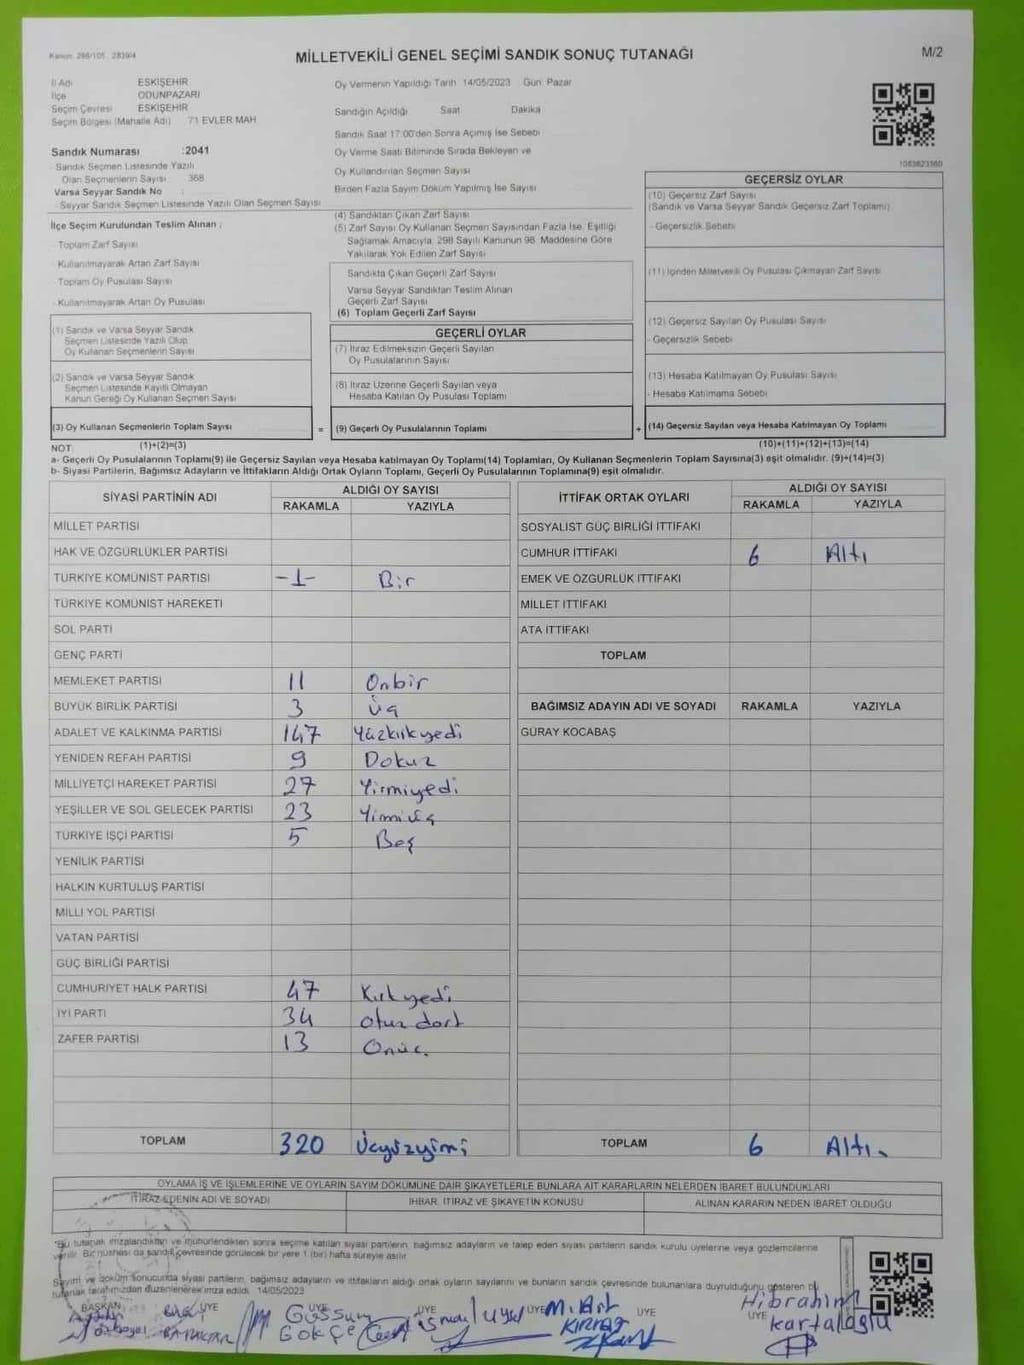 Kanun: 298/105 2839/4
MİLLETVEKİLİ GENEL SEÇİMİ SANDIK SONUÇ TUTANAĞI
M/2
İl Adı ESKİŞEHİR
İlçe ODUNPAZARI
Seçim Çevresi ESKİŞEHİR
Seçim Bölgesi (Mahalle Adı) 71 EVLER MAH
Sandık Numarası :2041
Sandık Seçmen Listesinde Yazılı
Olan Seçmenlerin Sayısı 368
Varsa Seyyar Sandık No :
- Seyyar Sandık Seçmen Listesinde Yazılı Olan Seçmen Sayısı
Oy Vermenin Yapıldığı Tarih 14/05/2023 Gün: Pazar
Sandığın Açıldığı Saat Dakika
Sandık Saat 17:00'den Sonra Açımış İse Sebebi
Oy Verme Saati Bitiminde Sırada Bekleyen ve
Oy Kullandırılan Seçmen Sayısı
Birden Fazla Sayım Döküm Yapılmış İse Sayısı
İlçe Seçim Kurulundan Teslim Alınan ;
- Toplam Zarf Sayısı
- Kullanılmayarak Artan Zarf Sayısı
- Toplam Oy Pusulası Sayısı
- Kullanılmayarak Artan Oy Pusulası
(4) Sandıktan Çıkan Zarf Sayısı
(5) Zarf Sayısı Oy Kullanan Seçmen Sayısından Fazla İse, Eşitliği
Sağlamak Amacıyla, 298 Sayılı Kanunun 98. Maddesine Göre
Yakılarak Yok Edilen Zarf Sayısı
Sandıkta Çıkan Geçerli Zarf Sayısı
Varsa Seyyar Sandıktan Teslim Alınan
Geçerli Zarf Sayısı
(6) Toplam Geçerli Zarf Sayısı
GEÇERSİZ OYLAR
(10) Geçersiz Zarf Sayısı
(Sandık ve Varsa Seyyar Sandık Geçersiz Zarf Toplamı)
- Geçersizlik Sebebi
(11) İçinden Milletvekili Oy Pusulası Çıkmayan Zarf Sayısı
(12) Geçersiz Sayılan Oy Pusulası Sayısı
- Geçersizlik Sebebi
(13) Hesaba Katılmayan Oy Pusulası Sayısı
- Hesaba Katılmama Sebebi
(14) Geçersiz Sayılan veya Hesaba Katılmayan Oy Toplamı
(1) Sandık ve Varsa Seyyar Sandık
Seçmen Listesinde Yazılı Olup,
Oy Kullanan Seçmenlerin Sayısı
(2) Sandık ve Varsa Seyyar Sandık
Seçmen Listesinde Kayıtlı Olmayan
Kanun Gereği Oy Kullanan Seçmen Sayısı
(3) Oy Kullanan Seçmenlerin Toplam Sayısı
=
GEÇERLİ OYLAR
(7) İtiraz Edilmeksizin Geçerli Sayılan
Oy Pusulalarının Sayısı
(8) İtiraz Üzerine Geçerli Sayılan veya
Hesaba Katılan Oy Pusulası Toplamı
(9) Geçerli Oy Pusulalarının Toplamı
+
NOT: (1)+(2)=(3) (10)+(11)+(12)+(13)=(14)
a- Geçerli Oy Pusulalarının Toplamı(9) ile Geçersiz Sayılan veya Hesaba Katılmayan Oy Toplamı(14) Toplamları, Oy Kullanan Seçmenlerin Toplam Sayısına(3) eşit olmalıdır. (9)+(14)=(3)
b- Siyasi Partilerin, Bağımsız Adayların ve İttifakların Aldığı Ortak Oyların Toplamı, Geçerli Oy Pusulalarının Toplamına(9) eşit olmalıdır.
SİYASİ PARTİNİN ADI ALDIĞI OY SAYISI
RAKAMLA YAZIYLA
MİLLET PARTİSİ
HAK VE ÖZGÜRLÜKLER PARTİSİ
TÜRKİYE KOMÜNİST PARTİSİ -1- Bir
TÜRKİYE KOMÜNİST HAREKETİ
SOL PARTİ
GENÇ PARTİ
MEMLEKET PARTİSİ 11 Onbir
BÜYÜK BİRLİK PARTİSİ 3 Üç
ADALET VE KALKINMA PARTİSİ 147 Yüzkırkyedi
YENİDEN REFAH PARTİSİ 9 Dokuz
MİLLİYETÇİ HAREKET PARTİSİ 27 Yirmiyedi
YEŞİLLER VE SOL GELECEK PARTİSİ 23 Yirmiüç
TÜRKİYE İŞÇİ PARTİSİ 5 Beş
YENİLİK PARTİSİ
HALKIN KURTULUŞ PARTİSİ
MİLLİ YOL PARTİSİ
VATAN PARTİSİ
GÜÇ BİRLİĞİ PARTİSİ
CUMHURİYET HALK PARTİSİ 47 Kırkyedi
İYİ PARTİ 34 otuzdört
ZAFER PARTİSİ 13 Onüç.
TOPLAM 320 Üçyüzyirmi
İTTİFAK ORTAK OYLARI ALDIĞI OY SAYISI
RAKAMLA YAZIYLA
SOSYALİST GÜÇ BİRLİĞİ İTTİFAKI
CUMHUR İTTİFAKI 6 Altı
EMEK VE ÖZGÜRLÜK İTTİFAKI
MİLLET İTTİFAKI
ATA İTTİFAKI
TOPLAM
BAĞIMSIZ ADAYIN ADI VE SOYADI RAKAMLA YAZIYLA
GÜRAY KOCABAŞ
TOPLAM 6 Altı.
OYLAMA İŞ VE İŞLEMLERİNE VE OYLARIN SAYIM DÖKÜMÜNE DAİR ŞİKAYETLERLE BUNLARA AİT KARARLARIN NELERDEN İBARET BULUNDUKLARI
İTİRAZ EDENİN ADI VE SOYADI İHBAR, İTİRAZ VE ŞİKAYETİN KONUSU ALINAN KARARIN NEDEN İBARET OLDUĞU
*Bu tutanak imzalandıktan ve mühürlendikten sonra seçime katılan siyasi partilerin, bağımsız adayların ve talep eden siyasi partilerin sandık kurulu üyelerine veya gözlemcilerine
verilir. Bir nüshası da sandık çevresinde görülecek bir yere 1 (bir) hafta süreyle asılır.
Sayım ve döküm sonucunda siyasi partilerin, bağımsız adayların ve ittifakların aldığı ortak oyların sayılarını ve bunların sandık çevresinde bulunanlara duyrulduğunu gösteren bu
tutanak tarafımızdan düzenlenerek imza edildi. 14/05/2023
BAŞKAN ÜYE ÜYE ÜYE ÜYE ÜYE ÜYE
Gülsüm Gökçe
İsmail Uysal
H.ibrahim kartaloğlu